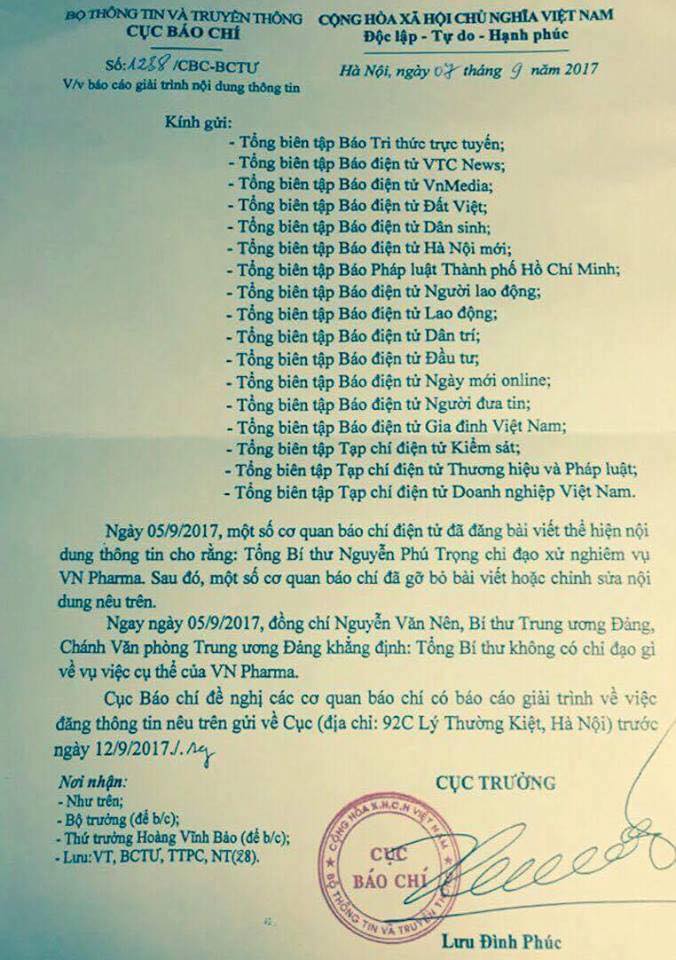 BỘ THÔNG TIN VÀ TRUYỀN THÔNG
CỤC BÁO CHÍ
CỘNG HÒA XÃ HỘI CHỦ NGHĨA VIỆT NAM
Độc lập - Tự do - Hạnh phúc
Số: 1288 /CBC-BCTƯ
V/v báo cáo giải trình nội dung thông tin
Hà Nội, ngày 07 tháng 9 năm 2017
Kính gửi:
- Tổng biên tập Báo Tri thức trực tuyến;
- Tổng biên tập Báo điện tử VTC News;
- Tổng biên tập Báo điện tử VnMedia;
- Tổng biên tập Báo điện tử Đất Việt;
- Tổng biên tập Báo điện tử Dân sinh;
- Tổng biên tập Báo điện tử Hà Nội mới;
- Tổng biên tập Báo Pháp luật Thành phố Hồ Chí Minh;
- Tổng biên tập Báo điện tử Người lao động;
- Tổng biên tập Báo điện tử Lao động;
- Tổng biên tập Báo điện tử Dân trí;
- Tổng biên tập Báo điện tử Đầu tư;
- Tổng biên tập Báo điện tử Ngày mới online;
- Tổng biên tập Báo điện tử Người đưa tin;
- Tổng biên tập Báo điện tử Gia đình Việt Nam;
- Tổng biên tập Tạp chí điện tử Kiểm sát;
- Tổng biên tập Tạp chí điện tử Thương hiệu và Pháp luật;
- Tổng biên tập Tạp chí điện tử Doanh nghiệp Việt Nam.
Ngày 05/9/2017, một số cơ quan báo chí điện tử đã đăng bài viết thể hiện nội
dung thông tin cho rằng: Tổng Bí thư Nguyễn Phú Trọng chỉ đạo xử nghiêm vụ
VN Pharma. Sau đó, một số cơ quan báo chí đã gỡ bỏ bài viết hoặc chỉnh sửa nội
dung nêu trên.
Ngay ngày 05/9/2017, đồng chí Nguyễn Văn Nên, Bí thư Trung ương Đảng,
Chánh Văn phòng Trung ương Đảng khẳng định: Tổng Bí thư không có chỉ đạo gì
về vụ việc cụ thể của VN Pharma.
Cục Báo chí đề nghị các cơ quan báo chí có báo cáo giải trình về việc
đăng thông tin nêu trên gửi về Cục (địa chỉ: 92C Lý Thường Kiệt, Hà Nội) trước
ngày 12/9/2017./.
Nơi nhận:
- Như trên;
- Bộ trưởng (để b/c);
- Thứ trưởng Hoàng Vĩnh Bảo (để b/c);
- Lưu: VT, BCTƯ, TTPC, NT(28).
CỤC TRƯỞNG
CỘNG HÒA X.H.C.N VIỆT NAM
CỤC
BÁO CHÍ
BỘ THÔNG TIN VÀ TRUYỀN THÔNG
Lưu Đình Phúc